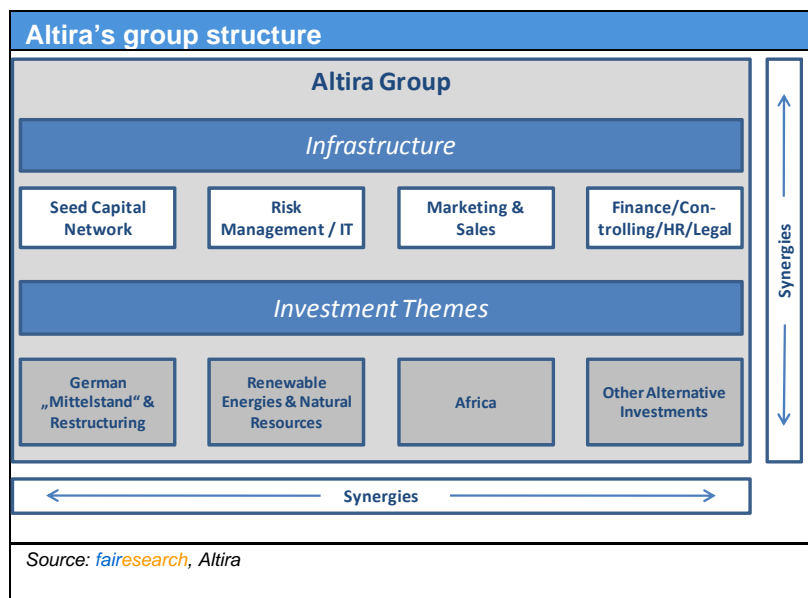 Altira's group structure
Altira Group
Infrastructure
Seed Capital
Network
Risk
Management / IT
Marketing &
Sales
Finance/Con-
trolling/HR/Legal
Investment Themes
German
„Mittelstand“ &
Restructuring
Renewable
Energies & Natural
Resources
Africa
Other Alternative
Investments
Synergies
Synergies
Source: fairesearch, Altira